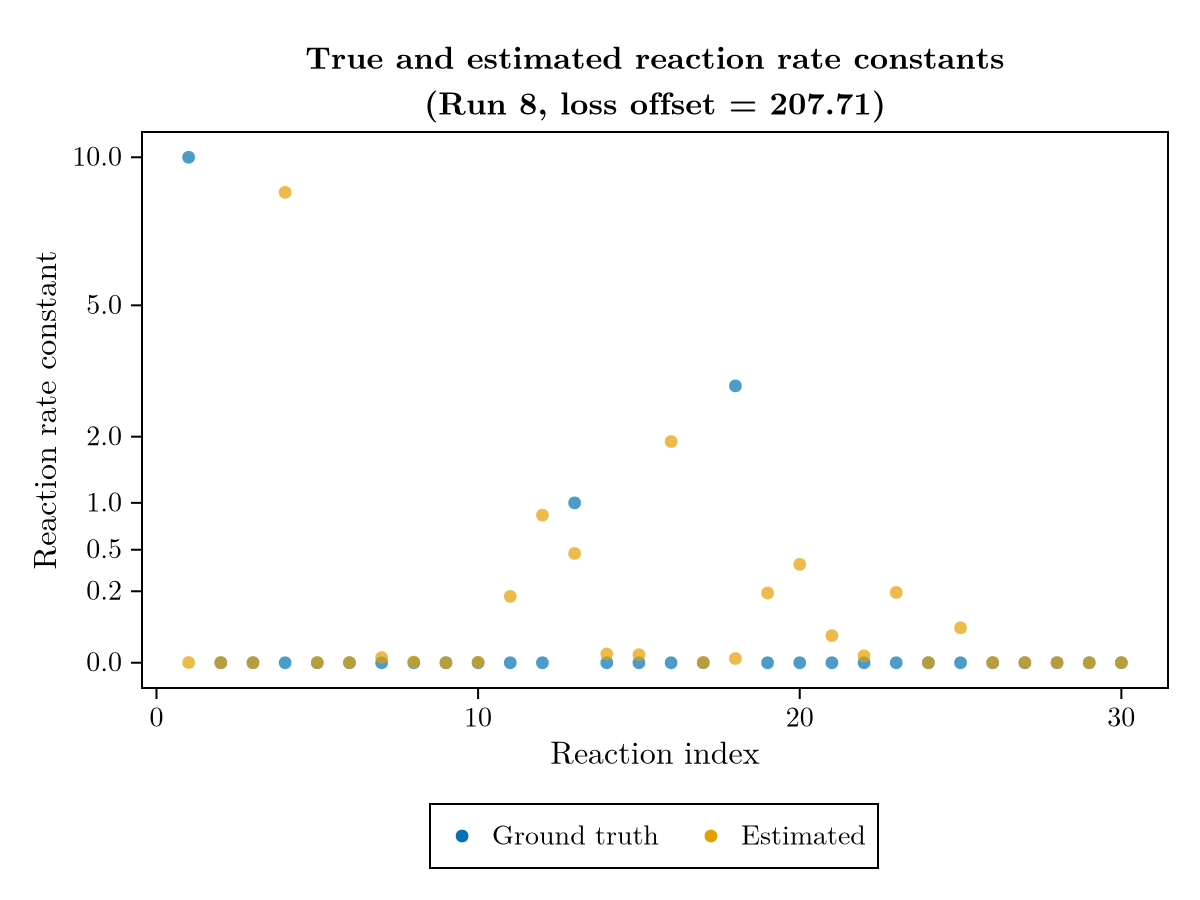 True and estimated reaction rate constants
(Run 8, loss offset = 207.71)
Reaction rate constant
10.0
5.0
2.0
1.0
0.5
0.2
0.0
0 10 20 30
Reaction index
Ground truth Estimated